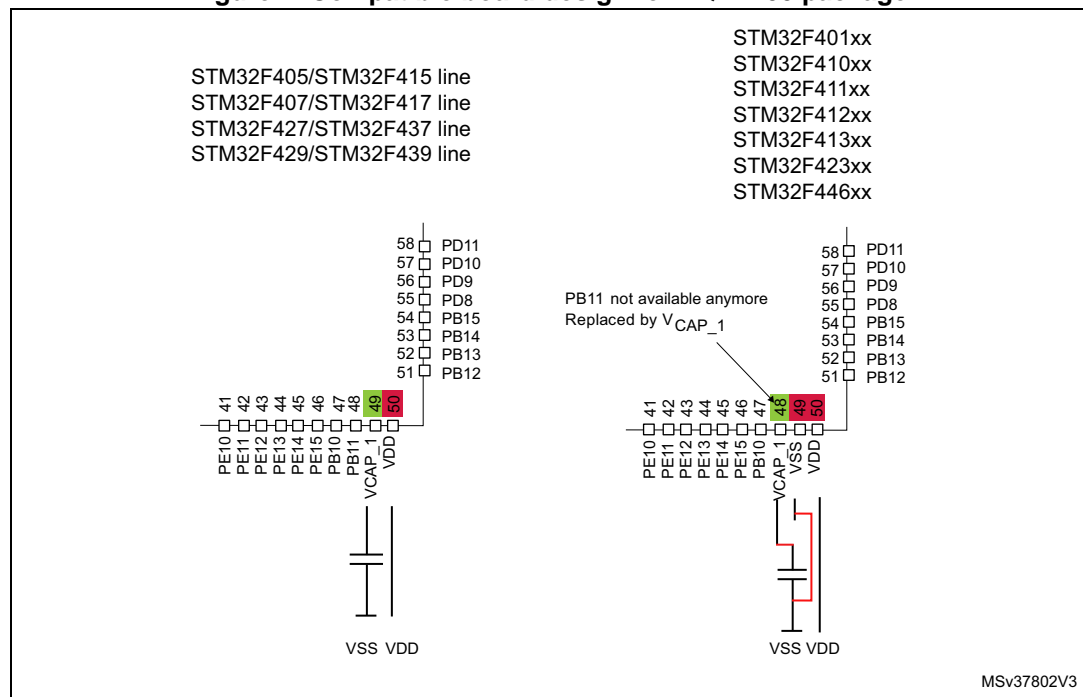 STM32F405/STM32F415 line
STM32F407/STM32F417 line
STM32F427/STM32F437 line
STM32F429/STM32F439 line
58 PD11
57 PD10
56 PD9
55 PD8
54 PB15
53 PB14
52 PB13
51 PB12
41 42 43 44 45 46 47 48 49 50
PE10 PE11 PE12 PE13 PE14 PE15 PB10 PB11 VCAP_1 VDD
VSS VDD
STM32F401xx
STM32F410xx
STM32F411xx
STM32F412xx
STM32F413xx
STM32F423xx
STM32F446xx
58 PD11
57 PD10
56 PD9
55 PD8
54 PB15
53 PB14
52 PB13
51 PB12
PB11 not available anymore
Replaced by VCAP_1
41 42 43 44 45 46 47 48 49 50
PE10 PE11 PE12 PE13 PE14 PE15 PB10 VCAP_1 VSS VDD
VSS VDD
MSv37802V3